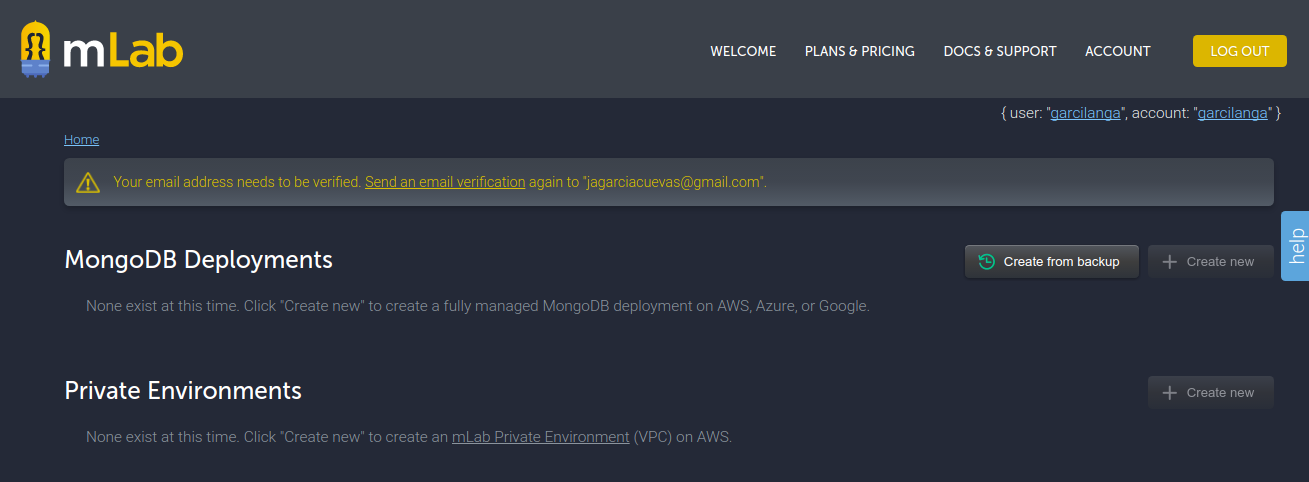 mLab
WELCOME PLANS & PRICING DOCS & SUPPORT ACCOUNT LOG OUT
{ user: "garcilanga", account: "garcilanga" }
Home
Your email address needs to be verified. Send an email verification again to "jagarciacuevas@gmail.com".
help
MongoDB Deployments
Create from backup
Create new
None exist at this time. Click "Create new" to create a fully managed MongoDB deployment on AWS, Azure, or Google.
Private Environments
Create new
None exist at this time. Click "Create new" to create an mLab Private Environment (VPC) on AWS.